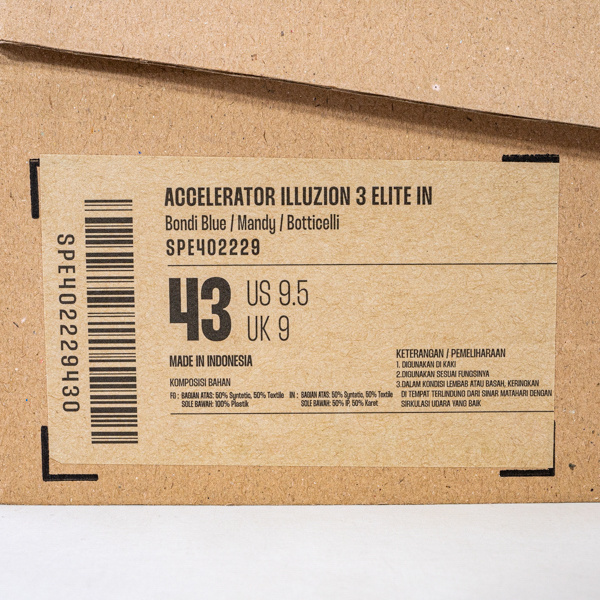 ACCELERATOR ILLUZION 3 ELITE IN
Bondi Blue / Mandy / Botticelli
SPE402229
SPE402229430
43
US 9.5
UK 9
MADE IN INDONESIA
KOMPOSISI BAHAN
FG : BAGIAN ATAS: 50% Syntetic, 50% Textile
SOLE BAWAH: 100% Plastik
IN : BAGIAN ATAS: 50% Syntetic, 50% Textile
SOLE BAWAH: 50% IP, 50% Karet
KETERANGAN / PEMELIHARAAN
1. DIGUNAKAN DI KAKI
2.DIGUNAKAN SESUAI FUNGSINYA
3.DALAM KONDISI LEMBAB ATAU BASAH, KERINGKAN
DI TEMPAT TERLINDUNG DARI SINAR MATAHARI DENGAN
SIRKULASI UDARA YANG BAIK